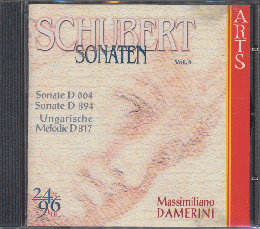 SCHUBERT
SONATEN
Vol. 4
Sonate D 664
Sonate D 894
Ungarische
Melodie D 817
ARTS
24
96
Massimiliano
DAMERINI